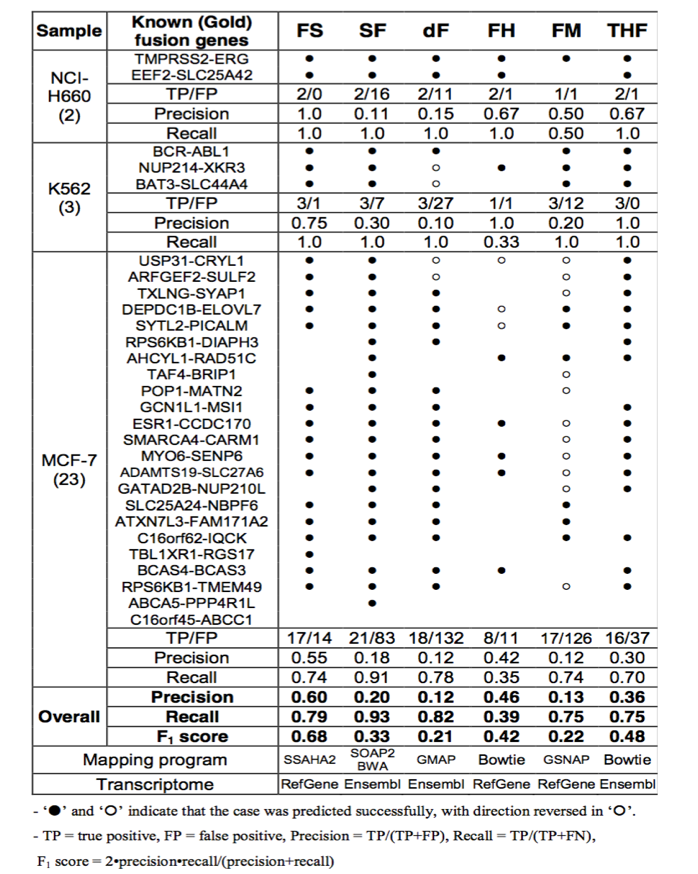 Sample Known (Gold) fusion genes FS SF dF FH FM THF
NCI-H660 (2)
TMPRSS2-ERG ● ● ● ● ● ●
EEF2-SLC25A42 ● ● ● ● ●
TP/FP 2/0 2/16 2/11 2/1 1/1 2/1
Precision 1.0 0.11 0.15 0.67 0.50 0.67
Recall 1.0 1.0 1.0 1.0 0.50 1.0
K562 (3)
BCR-ABL1 ● ● ● ● ●
NUP214-XKR3 ● ● ○ ● ● ●
BAT3-SLC44A4 ● ● ○ ● ●
TP/FP 3/1 3/7 3/27 1/1 3/12 3/0
Precision 0.75 0.30 0.10 1.0 0.20 1.0
Recall 1.0 1.0 1.0 0.33 1.0 1.0
MCF-7 (23)
USP31-CRYL1 ● ● ○ ○ ○ ●
ARFGEF2-SULF2 ● ● ○ ○ ●
TXLNG-SYAP1 ● ● ● ○ ●
DEPDC1B-ELOVL7 ● ● ● ○ ● ●
SYTL2-PICALM ● ● ● ○ ● ●
RPS6KB1-DIAPH3 ● ● ●
AHCYL1-RAD51C ● ● ● ●
TAF4-BRIP1 ● ○
POP1-MATN2 ● ● ● ○
GCN1L1-MSI1 ● ● ● ●
ESR1-CCDC170 ● ● ● ● ○ ●
SMARCA4-CARM1 ● ● ● ○ ●
MYO6-SENP6 ● ● ● ● ○ ●
ADAMTS19-SLC27A6 ● ● ● ● ○ ●
GATAD2B-NUP210L ● ● ○ ●
SLC25A24-NBPF6 ● ● ● ●
ATXN7L3-FAM171A2 ● ● ● ●
C16orf62-IQCK ● ● ● ● ●
TBL1XR1-RGS17 ●
BCAS4-BCAS3 ● ● ● ● ●
RPS6KB1-TMEM49 ● ● ● ○ ●
ABCA5-PPP4R1L ●
C16orf45-ABCC1
TP/FP 17/14 21/83 18/132 8/11 17/126 16/37
Precision 0.55 0.18 0.12 0.42 0.12 0.30
Recall 0.74 0.91 0.78 0.35 0.74 0.70
Overall
Precision 0.60 0.20 0.12 0.46 0.13 0.36
Recall 0.79 0.93 0.82 0.39 0.75 0.75
F₁ score 0.68 0.33 0.21 0.42 0.22 0.48
Mapping program SSAHA2 SOAP2 BWA GMAP Bowtie GSNAP Bowtie
Transcriptome RefGene Ensembl Ensembl RefGene RefGene Ensembl
- ‘●’ and ‘○’ indicate that the case was predicted successfully, with direction reversed in ‘○’.
- TP = true positive, FP = false positive, Precision = TP/(TP+FP), Recall = TP/(TP+FN),
F₁ score = 2•precision•recall/(precision+recall)